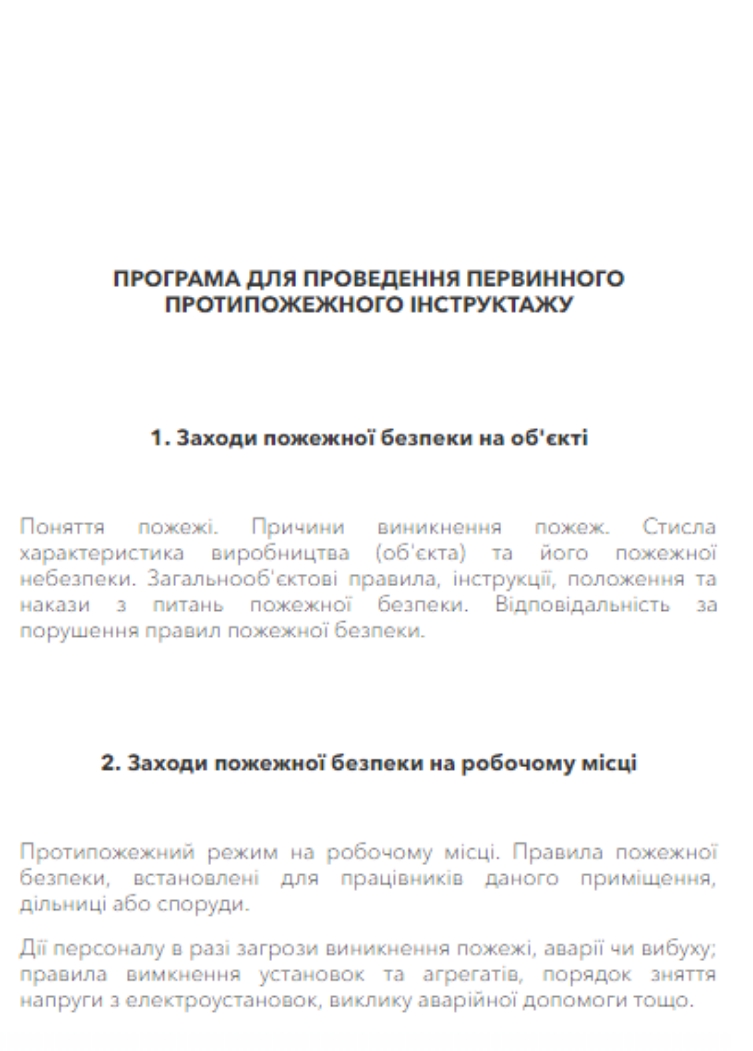 ПРОГРАМА ДЛЯ ПРОВЕДЕННЯ ПЕРВИННОГО
ПРОТИПОЖЕЖНОГО ІНСТРУКТАЖУ
1. Заходи пожежної безпеки на об'єкті
Поняття пожежі. Причини виникнення пожеж. Стисла
характеристика виробництва (об'єкта) та його пожежної
небезпеки. Загальнооб'єктові правила, інструкції, положення та
накази з питань пожежної безпеки. Відповідальність за
порушення правил пожежної безпеки.
2. Заходи пожежної безпеки на робочому місці
Протипожежний режим на робочому місці. Правила пожежної
безпеки, встановлені для працівників даного приміщення,
дільниці або споруди.
Дії персоналу в разі загрози виникнення пожежі, аварії чи вибуху;
правила вимкнення установок та агрегатів, порядок зняття
напруги з електроустановок, виклику аварійної допомоги тощо.